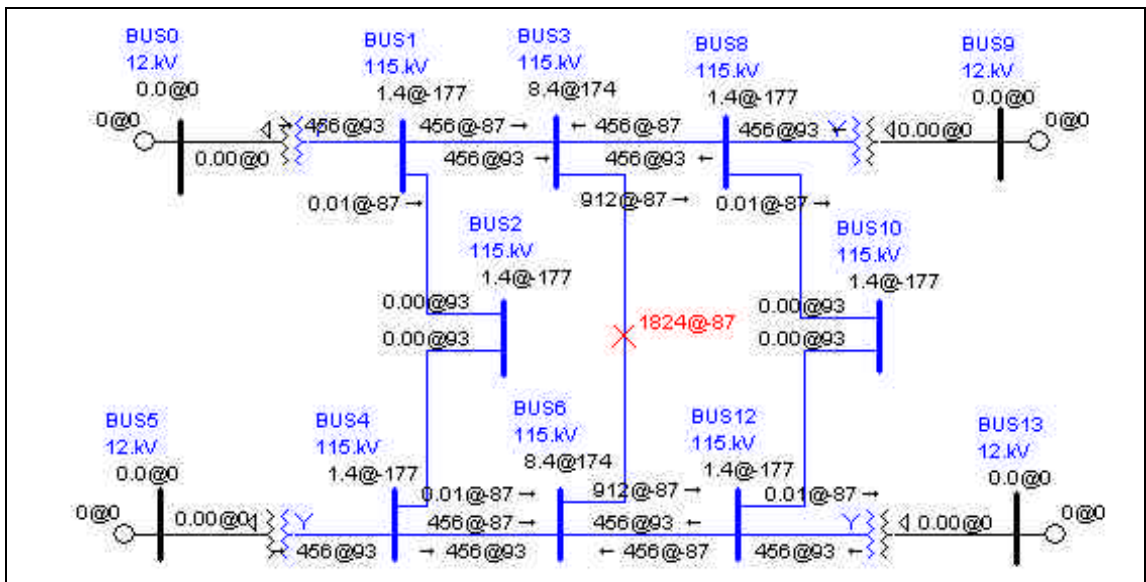 BUS0
12.kV
0.0@0
0@0
0.00@0
456@93
BUS1
115.kV
1.4@-177
456@-87 →
456@93 →
0.01@-87 →
BUS3
115.kV
8.4@174
← 456@-87
456@93 ←
912@-87 →
BUS8
115.kV
1.4@-177
456@93
0.01@-87 →
BUS9
12.kV
0.0@0
0@0
0.00@0
BUS2
115.kV
1.4@-177
0.00@93
0.00@93
1824@-87
BUS10
115.kV
1.4@-177
0.00@93
0.00@93
BUS5
12.kV
0.0@0
0@0
0.00@0
456@93
BUS4
115.kV
1.4@-177
0.01@-87 →
456@-87 →
→ 456@93
BUS6
115.kV
8.4@174
912@-87 →
456@93 ←
← 456@-87
BUS12
115.kV
1.4@-177
0.01@-87 →
Y
456@93 ←
BUS13
12.kV
0.0@0
0@0
0.00@0